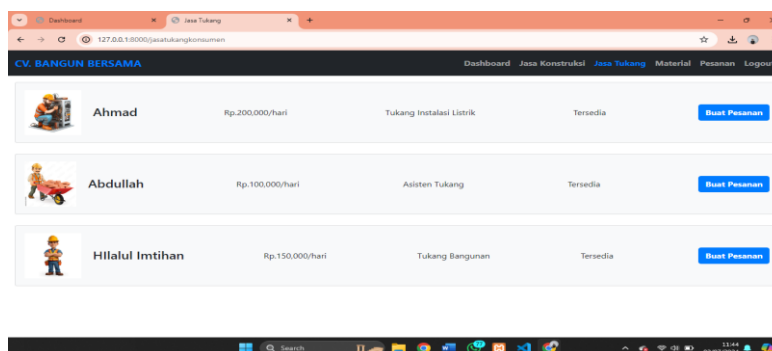 Dashboard
Jasa Tukang
127.0.0.1:8000/jasatukangkonsumen
CV. BANGUN BERSAMA
Dashboard Jasa Konstruksi Jasa Tukang Material Pesanan Logout
Ahmad Rp.200,000/hari Tukang Instalasi Listrik Tersedia Buat Pesanan
Abdullah Rp.100,000/hari Asisten Tukang Tersedia Buat Pesanan
HIlalul Imtihan Rp.150,000/hari Tukang Bangunan Tersedia Buat Pesanan
Search
11:44